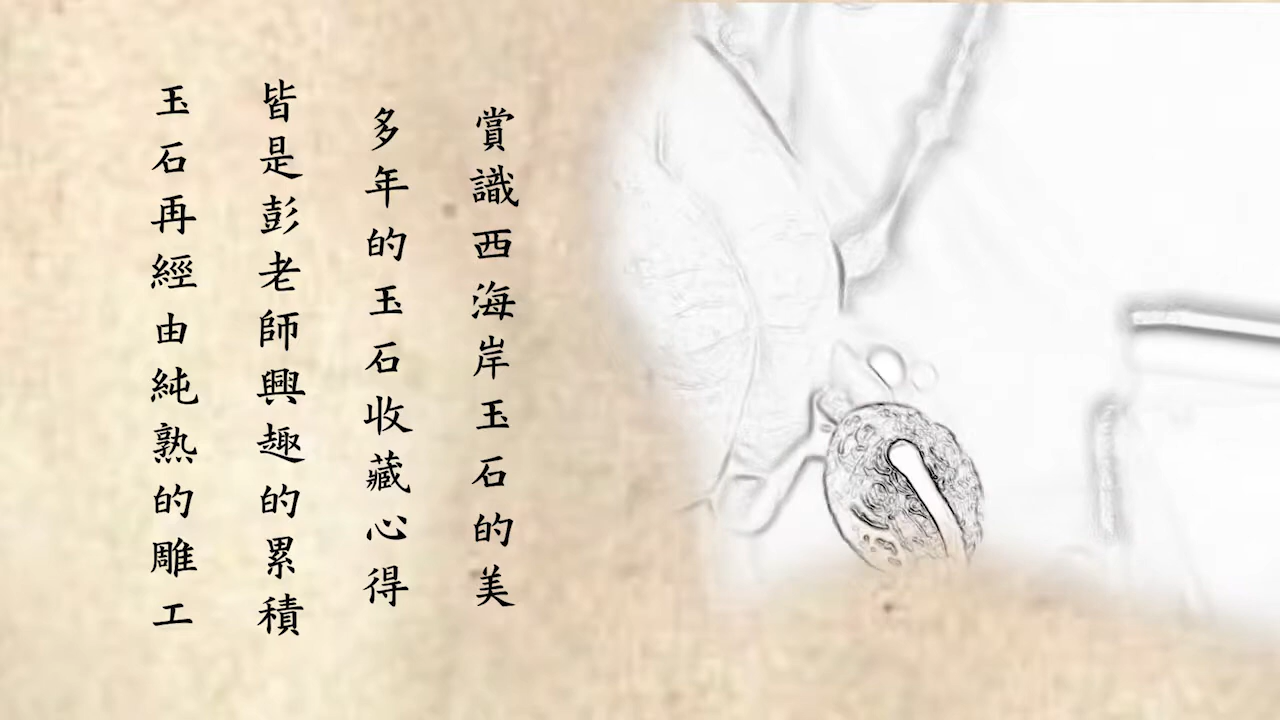 賞識西海岸玉石的美
多年的玉石收藏心得
皆是彭老師興趣的累積
玉石再經由純熟的雕工